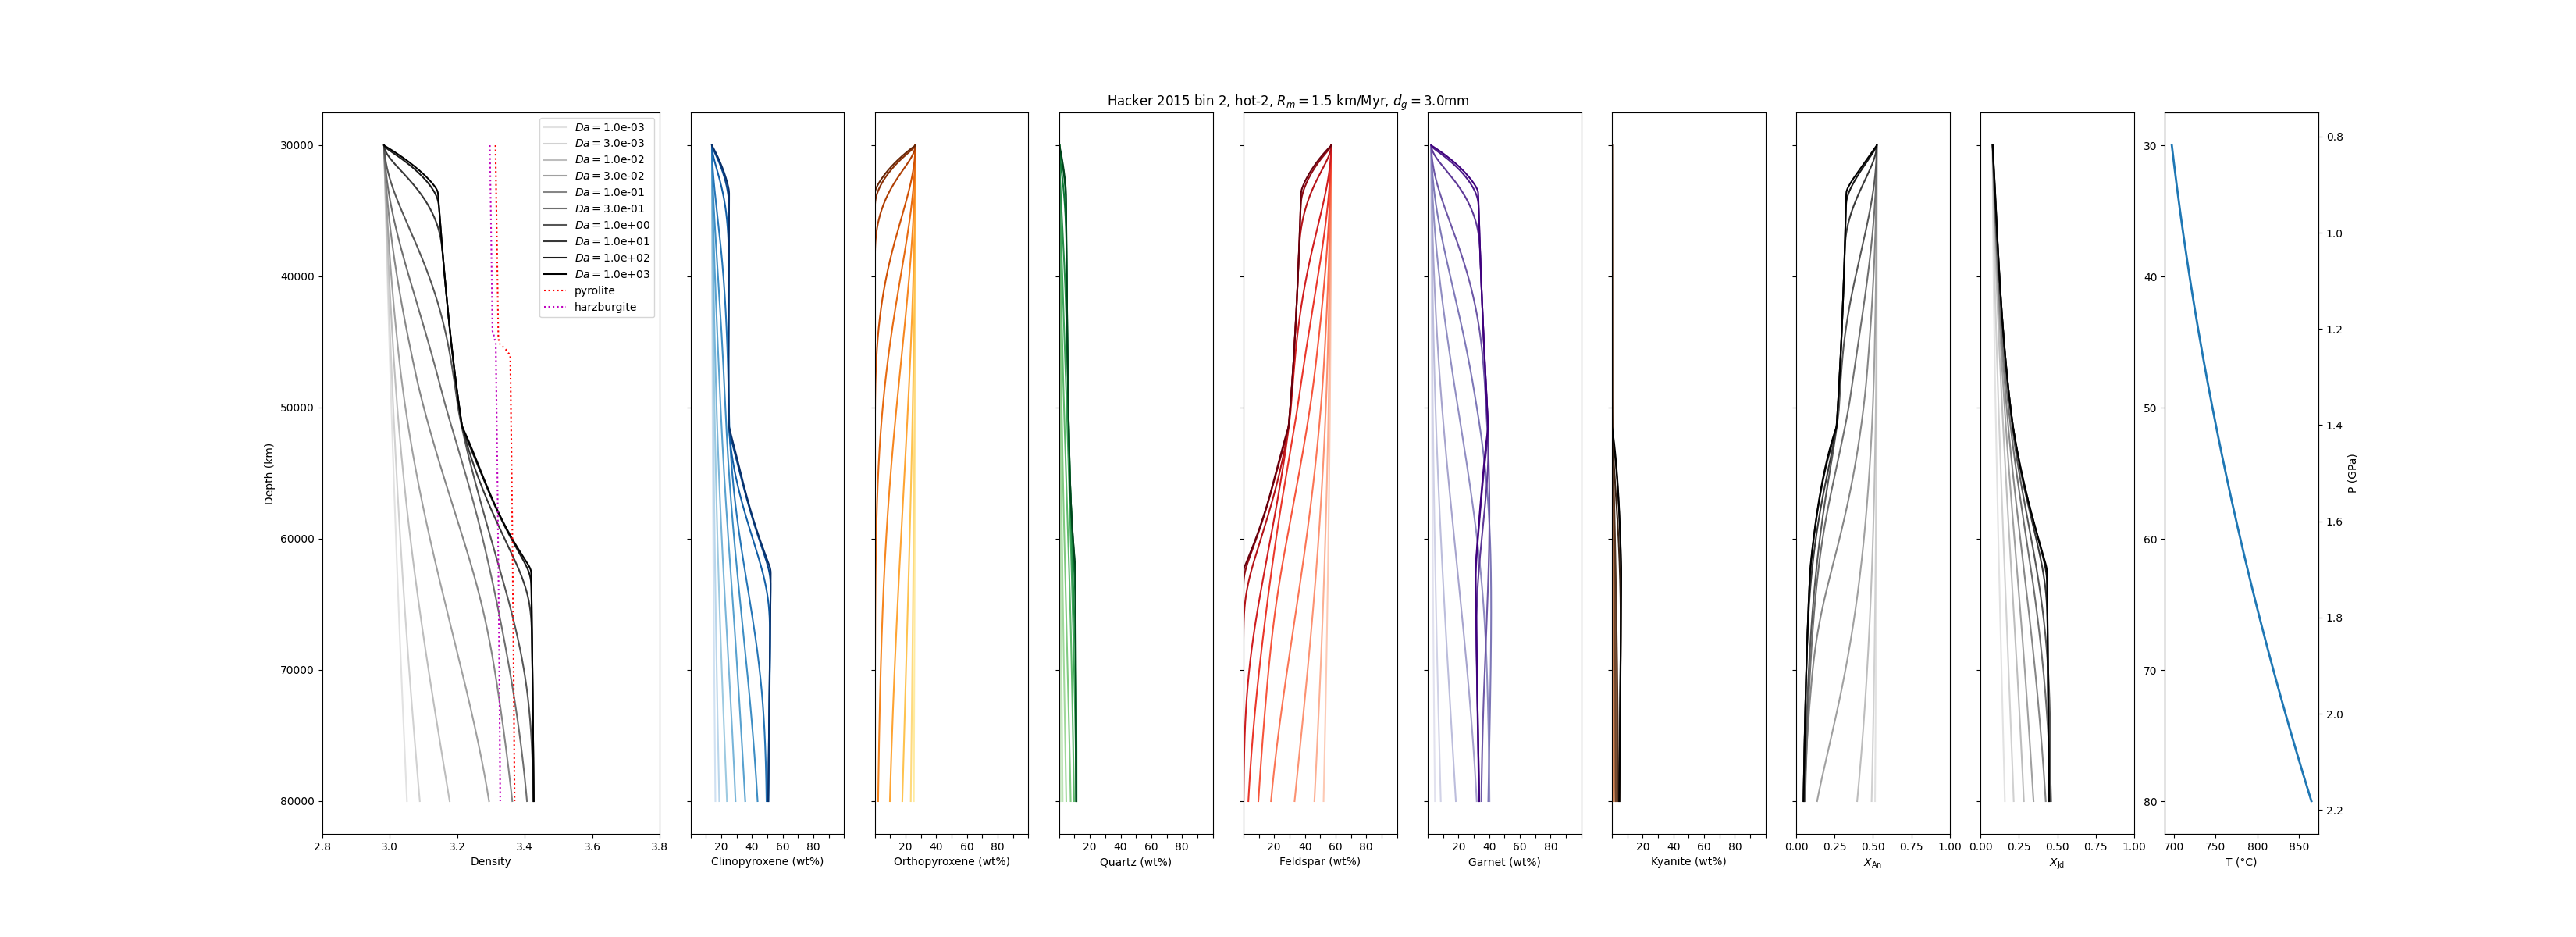 Hacker 2015 bin 2, hot-2, R_m = 1.5 km/Myr, d_g = 3.0mm
Da = 1.0e-03
Da = 3.0e-03
Da = 1.0e-02
Da = 3.0e-02
Da = 1.0e-01
Da = 3.0e-01
Da = 1.0e+00
Da = 1.0e+01
Da = 1.0e+02
Da = 1.0e+03
pyrolite
harzburgite
30000
40000
50000
60000
70000
80000
Depth (km)
2.8 3.0 3.2 3.4 3.6 3.8
Density
20 40 60 80
Clinopyroxene (wt%)
20 40 60 80
Orthopyroxene (wt%)
20 40 60 80
Quartz (wt%)
20 40 60 80
Feldspar (wt%)
20 40 60 80
Garnet (wt%)
20 40 60 80
Kyanite (wt%)
0.00 0.25 0.50 0.75 1.00
X_An
0.00 0.25 0.50 0.75 1.00
X_Jd
30
40
50
60
70
80
700 750 800 850
T (°C)
0.8
1.0
1.2
1.4
1.6
1.8
2.0
2.2
P (GPa)